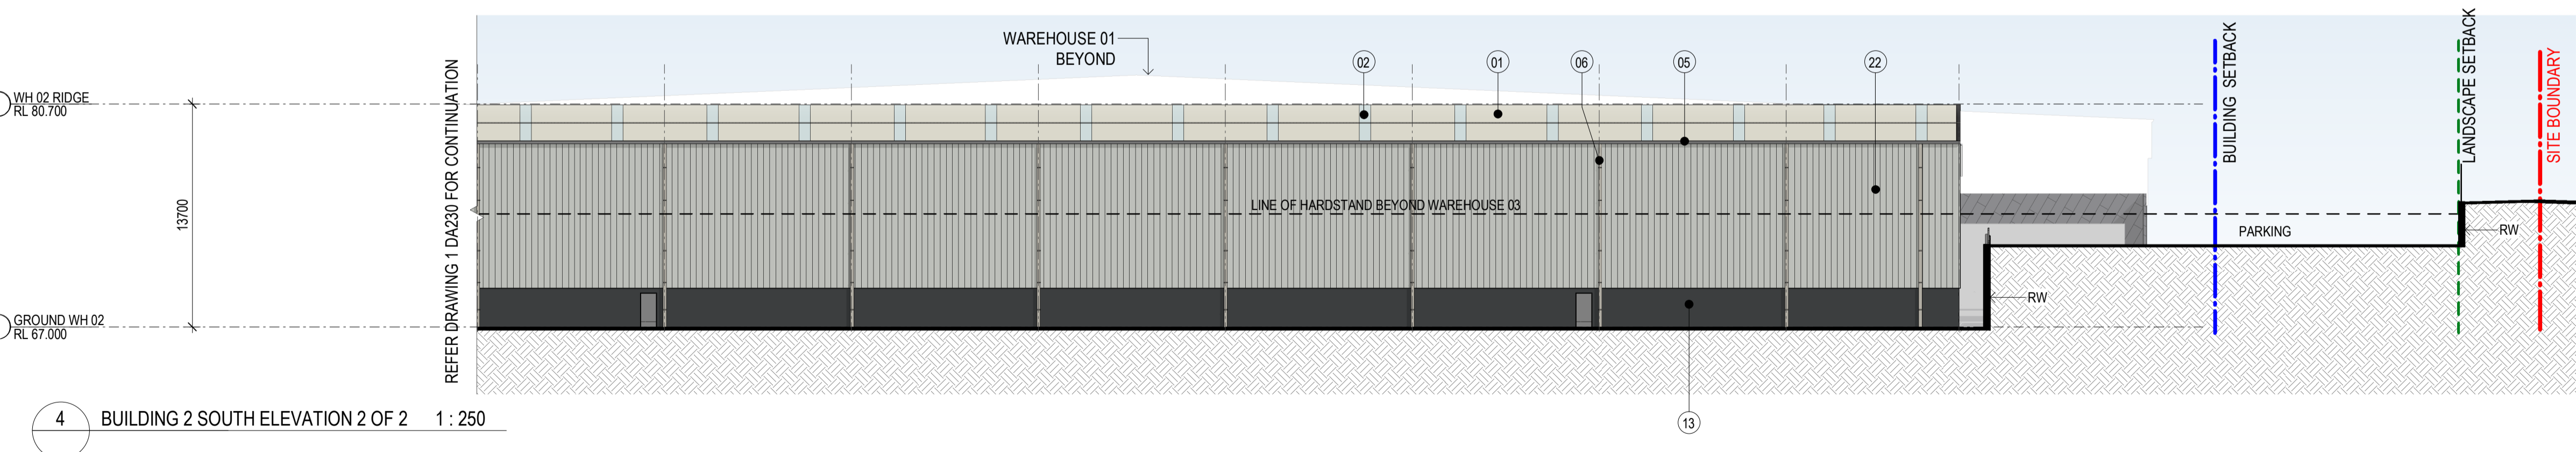 WAREHOUSE 01
BEYOND
02
01
06
05
22
WH 02 RIDGE
RL 80.700
13700
GROUND WH 02
RL 67.000
REFER DRAWING 1 DA230 FOR CONTINUATION
LINE OF HARDSTAND BEYOND WAREHOUSE 03
BUILDING SETBACK
LANDSCAPE SETBACK
SITE BOUNDARY
PARKING
RW
RW
13
4
BUILDING 2 SOUTH ELEVATION 2 OF 2 1 : 250